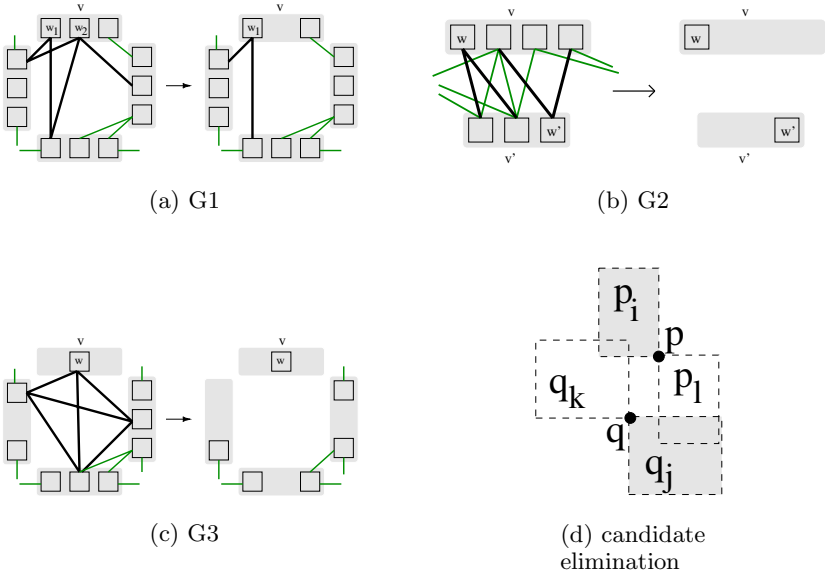 v v
w1 w2 w1
(a) G1
v v
w w
w'
w'
v' v'
(b) G2
v v
w w
(c) G3
pi
p
qk
pl
q
qj
(d) candidate
elimination